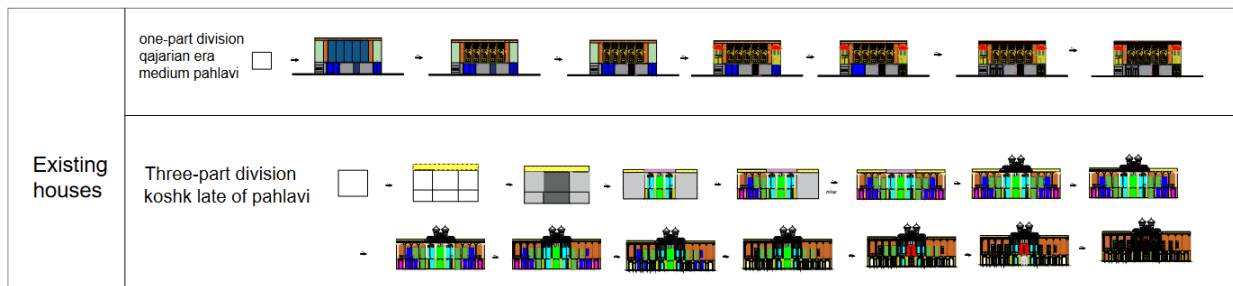 one-part division
qajarian era
medium pahlavi
Existing
houses
Three-part division
koshk late of pahlavi